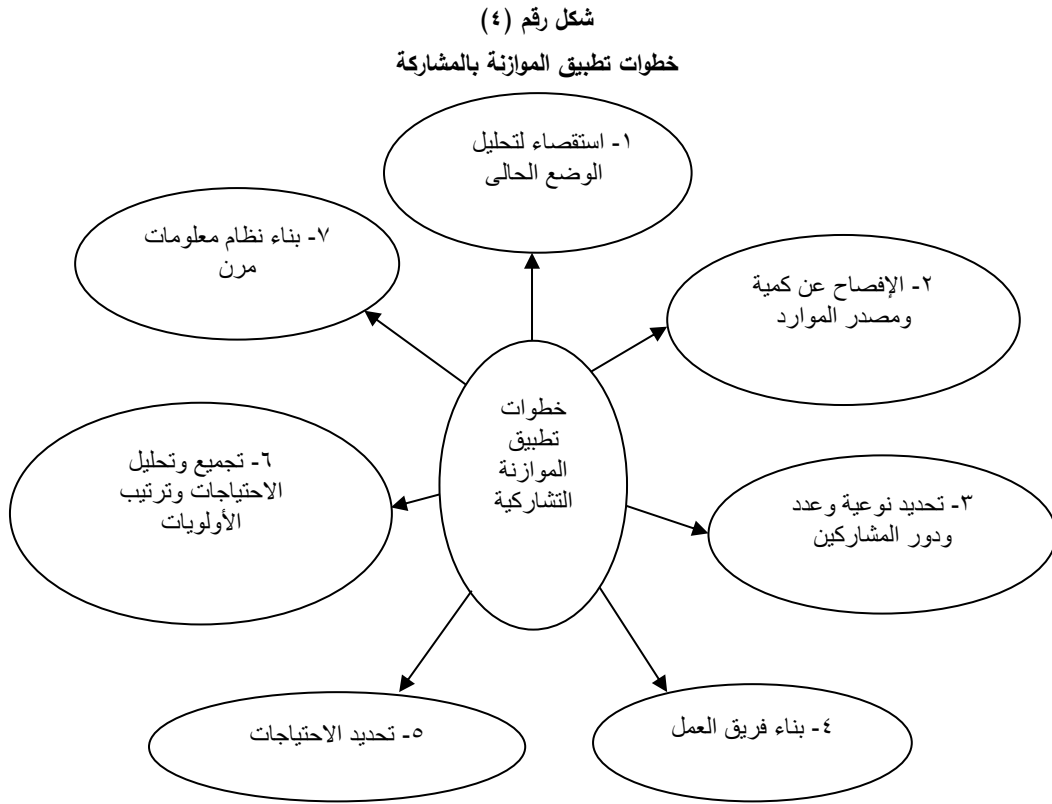 شكل رقم (٤)
خطوات تطبيق الموازنة بالمشاركة
١- استقصاء لتحليل
الوضع الحالى
٢- الإفصاح عن كمية
ومصدر الموارد
٣- تحديد نوعية وعدد
ودور المشاركين
٤- بناء فريق العمل
٥- تحديد الاحتياجات
٦- تجميع وتحليل
الاحتياجات وترتيب
الأولويات
٧- بناء نظام معلومات
مرن
خطوات
تطبيق
الموازنة
التشاركية